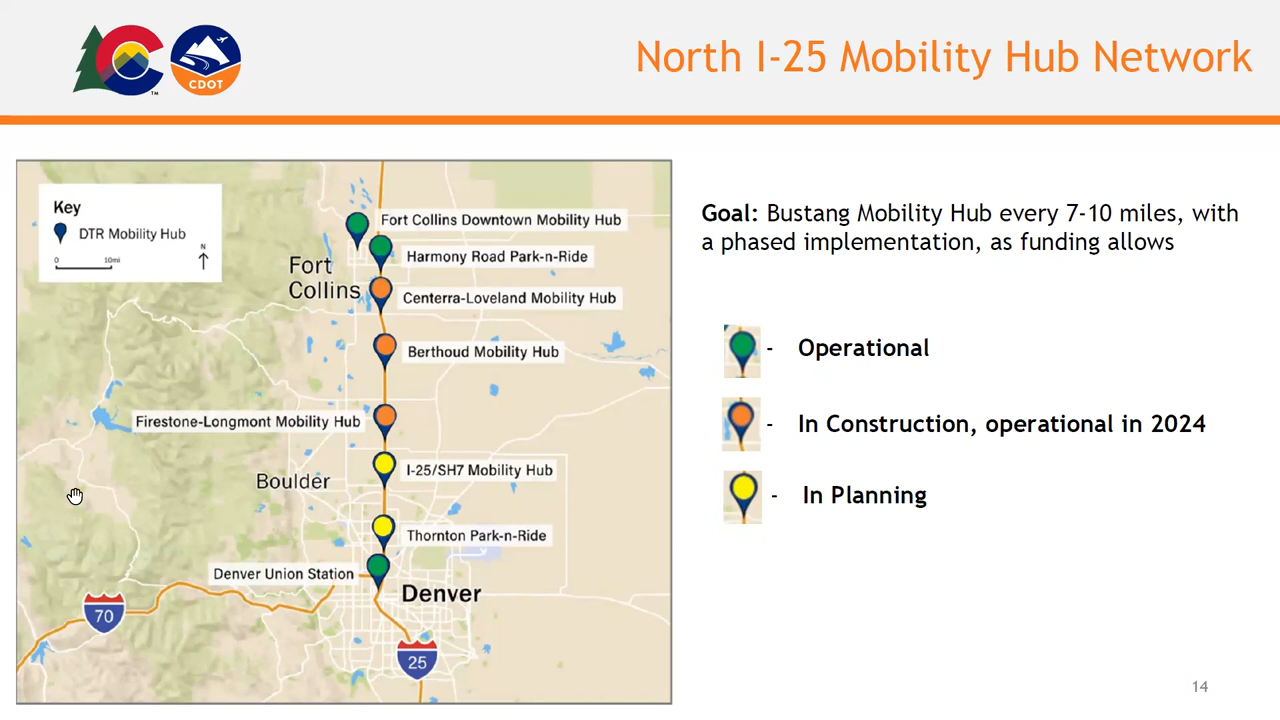 CDOT
TM
North I-25 Mobility Hub Network
Key
DTR Mobility Hub
0 10mi
N
Fort Collins Downtown Mobility Hub
Harmony Road Park-n-Ride
Fort
Collins
Centerra-Loveland Mobility Hub
Berthoud Mobility Hub
Firestone-Longmont Mobility Hub
I-25/SH7 Mobility Hub
Boulder
Thornton Park-n-Ride
Denver Union Station
Denver
70
25
Goal: Bustang Mobility Hub every 7-10 miles, with
a phased implementation, as funding allows
- Operational
- In Construction, operational in 2024
- In Planning
14